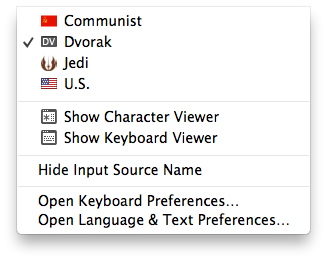 Communist
DV Dvorak
Jedi
U.S.
Show Character Viewer
Show Keyboard Viewer
Hide Input Source Name
Open Keyboard Preferences…
Open Language & Text Preferences…